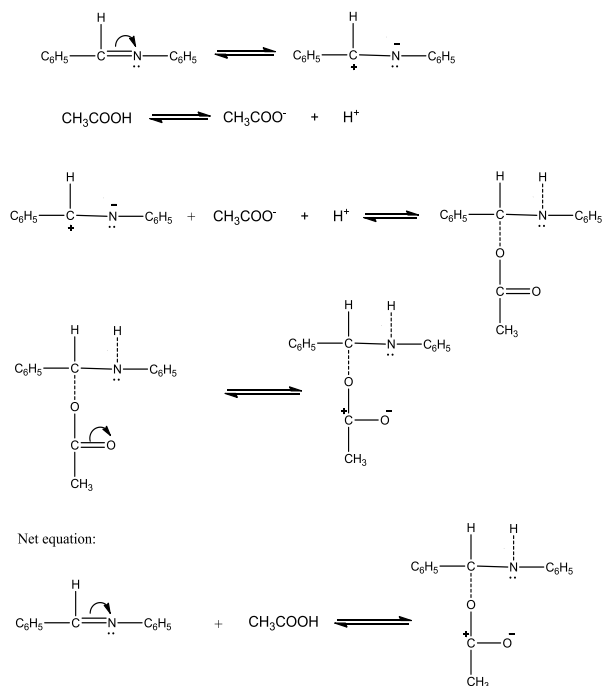 H H
C₆H₅—C=N—C₆H₅ ⇌ C₆H₅—C—N—C₆H₅
·· + − ··
CH₃COOH ⇌ CH₃COO⁻ + H⁺
H H H
C₆H₅—C—N—C₆H₅ + CH₃COO⁻ + H⁺ ⇌ C₆H₅—C—N—C₆H₅
+ − ·· ··
O
C=O
CH₃
H H H H
C₆H₅—C—N—C₆H₅ ⇌ C₆H₅—C—N—C₆H₅
·· ··
O O
C=O + C—O⁻
CH₃ CH₃
Net equation:
H H H
C₆H₅—C=N—C₆H₅ + CH₃COOH ⇌ C₆H₅—C—N—C₆H₅
·· ··
O
+ C—O⁻
CH₃